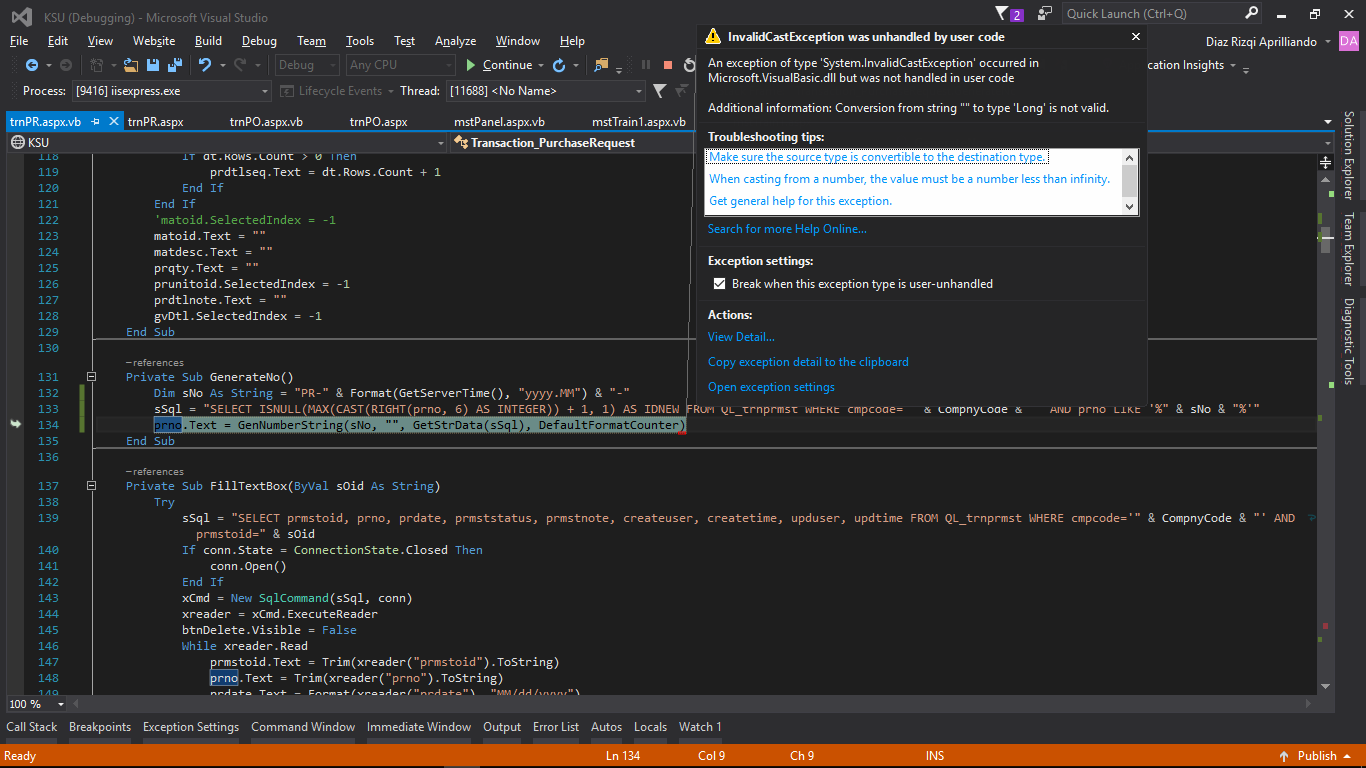 KSU (Debugging) - Microsoft Visual Studio
2
Quick Launch (Ctrl+Q)
File Edit View Website Build Debug Team Tools Test Analyze Window Help
Diaz Rizqi Aprilliando
DA
Debug Any CPU Continue
cation Insights
Process: [9416] iisexpress.exe Lifecycle Events Thread: [11688] <No Name>
trnPR.aspx.vb trnPR.aspx trnPO.aspx.vb trnPO.aspx mstPanel.aspx.vb mstTrain1.aspx.vb
KSU Transaction_PurchaseRequest
118 If dt.Rows.Count > 0 Then
119 prdtlseq.Text = dt.Rows.Count + 1
120 End If
121 End If
122 'matoid.SelectedIndex = -1
123 matoid.Text = ""
124 matdesc.Text = ""
125 prqty.Text = ""
126 prunitoid.SelectedIndex = -1
127 prdtlnote.Text = ""
128 gvDtl.SelectedIndex = -1
129 End Sub
130
- references
131 Private Sub GenerateNo()
132 Dim sNo As String = "PR-" & Format(GetServerTime(), "yyyy.MM") & "-"
133 sSql = "SELECT ISNULL(MAX(CAST(RIGHT(prno, 6) AS INTEGER)) + 1, 1) AS IDNEW FROM QL_trnprmst WHERE cmpcode= & CompnyCode & AND prno LIKE '%" & sNo & "%'"
134 prno.Text = GenNumberString(sNo, "", GetStrData(sSql), DefaultFormatCounter)
135 End Sub
136
- references
137 Private Sub FillTextBox(ByVal sOid As String)
138 Try
139 sSql = "SELECT prmstoid, prno, prdate, prmststatus, prmstnote, createuser, createtime, upduser, updtime FROM QL_trnprmst WHERE cmpcode='" & CompnyCode & "' AND
prmstoid=" & sOid
140 If conn.State = ConnectionState.Closed Then
141 conn.Open()
142 End If
143 xCmd = New SqlCommand(sSql, conn)
144 xreader = xCmd.ExecuteReader
145 btnDelete.Visible = False
146 While xreader.Read
147 prmstoid.Text = Trim(xreader("prmstoid").ToString)
148 prno.Text = Trim(xreader("prno").ToString)
149 prdate.Text = Format(xreader("prdate"), "MM/dd/yyyy")
InvalidCastException was unhandled by user code
An exception of type 'System.InvalidCastException' occurred in
Microsoft.VisualBasic.dll but was not handled in user code
Additional information: Conversion from string "" to type 'Long' is not valid.
Troubleshooting tips:
Make sure the source type is convertible to the destination type.
When casting from a number, the value must be a number less than infinity.
Get general help for this exception.
Search for more Help Online...
Exception settings:
Break when this exception type is user-unhandled
Actions:
View Detail...
Copy exception detail to the clipboard
Open exception settings
Solution Explorer
Team Explorer
Diagnostic Tools
100 %
Call Stack Breakpoints Exception Settings Command Window Immediate Window Output Error List Autos Locals Watch 1
Ready Ln 134 Col 9 Ch 9 INS Publish